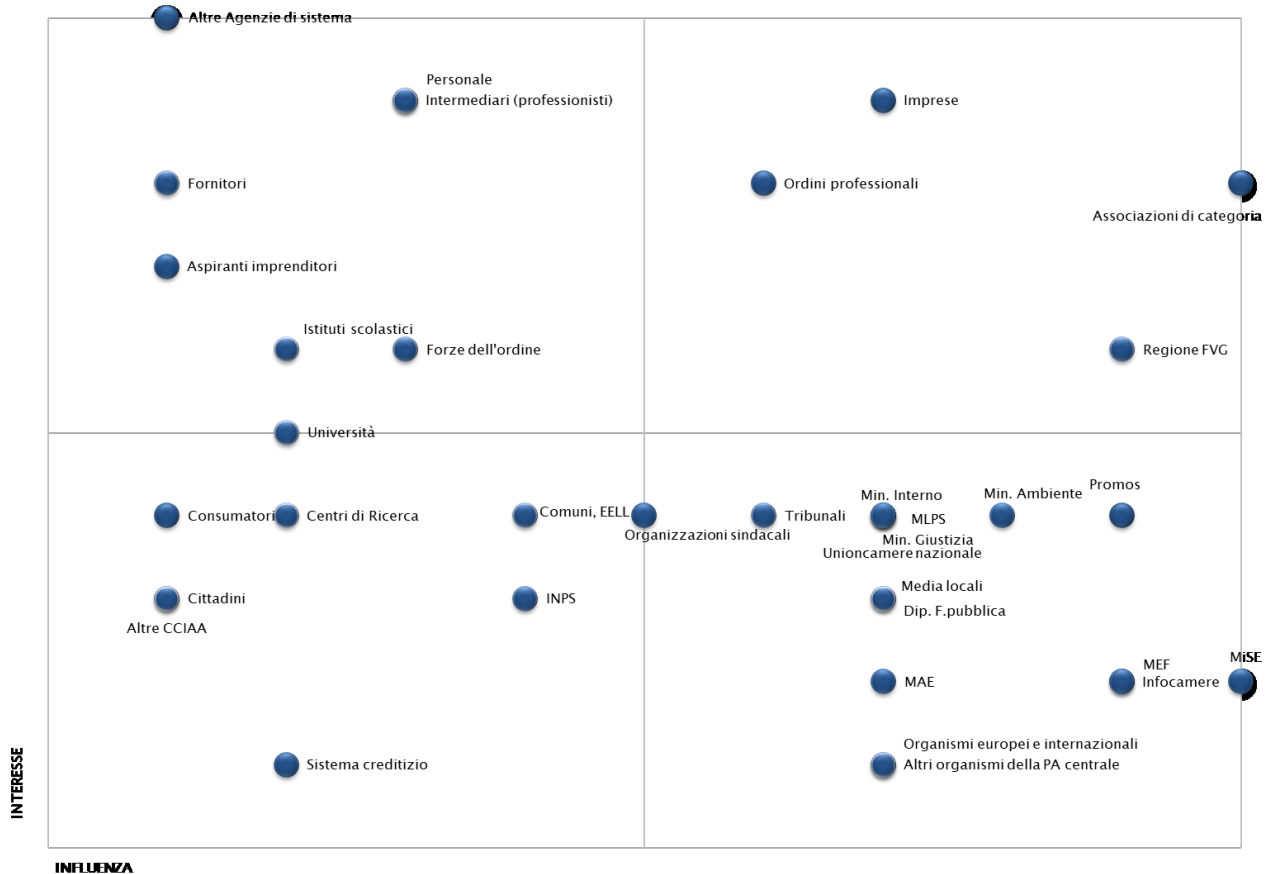 Altre Agenzie di sistema
Personale
Intermediari (professionisti)
Imprese
Fornitori
Ordini professionali
Associazioni di categoria
Aspiranti imprenditori
Istituti scolastici
Forze dell'ordine
Regione FVG
Università
Consumatori
Centri di Ricerca
Comuni, EELL
Organizzazioni sindacali
Tribunali
Min. Interno
MLPS
Min. Giustizia
Unioncamere nazionale
Min. Ambiente
Promos
Cittadini
Altre CCIAA
INPS
Media locali
Dip. F.pubblica
MAE
MEF
Infocamere
MiSE
Sistema creditizio
Organismi europei e internazionali
Altri organismi della PA centrale
INTERESSE
INFLUENZA